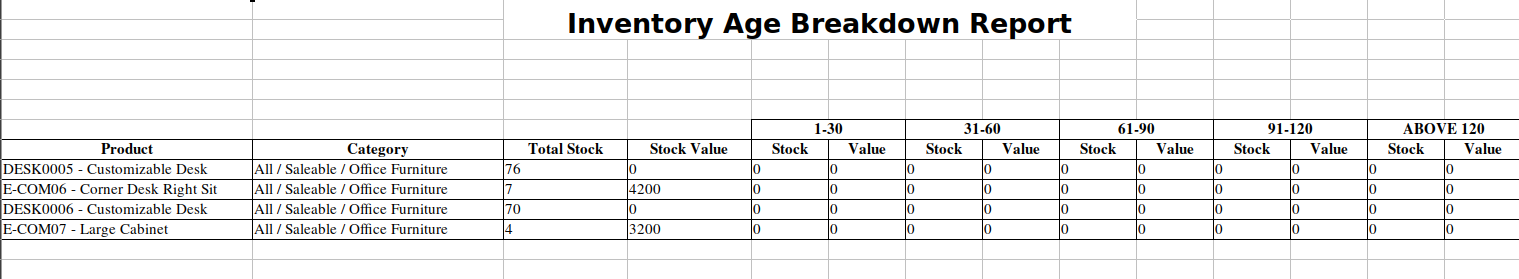 Inventory Age Breakdown Report
1-30 31-60 61-90 91-120 ABOVE 120
Product Category Total Stock Stock Value Stock Value Stock Value Stock Value Stock Value Stock Value
DESK0005 - Customizable Desk All / Saleable / Office Furniture 76 0 0 0 0 0 0 0 0 0 0 0
E-COM06 - Corner Desk Right Sit All / Saleable / Office Furniture 7 4200 0 0 0 0 0 0 0 0 0 0
DESK0006 - Customizable Desk All / Saleable / Office Furniture 70 0 0 0 0 0 0 0 0 0 0 0
E-COM07 - Large Cabinet All / Saleable / Office Furniture 4 3200 0 0 0 0 0 0 0 0 0 0